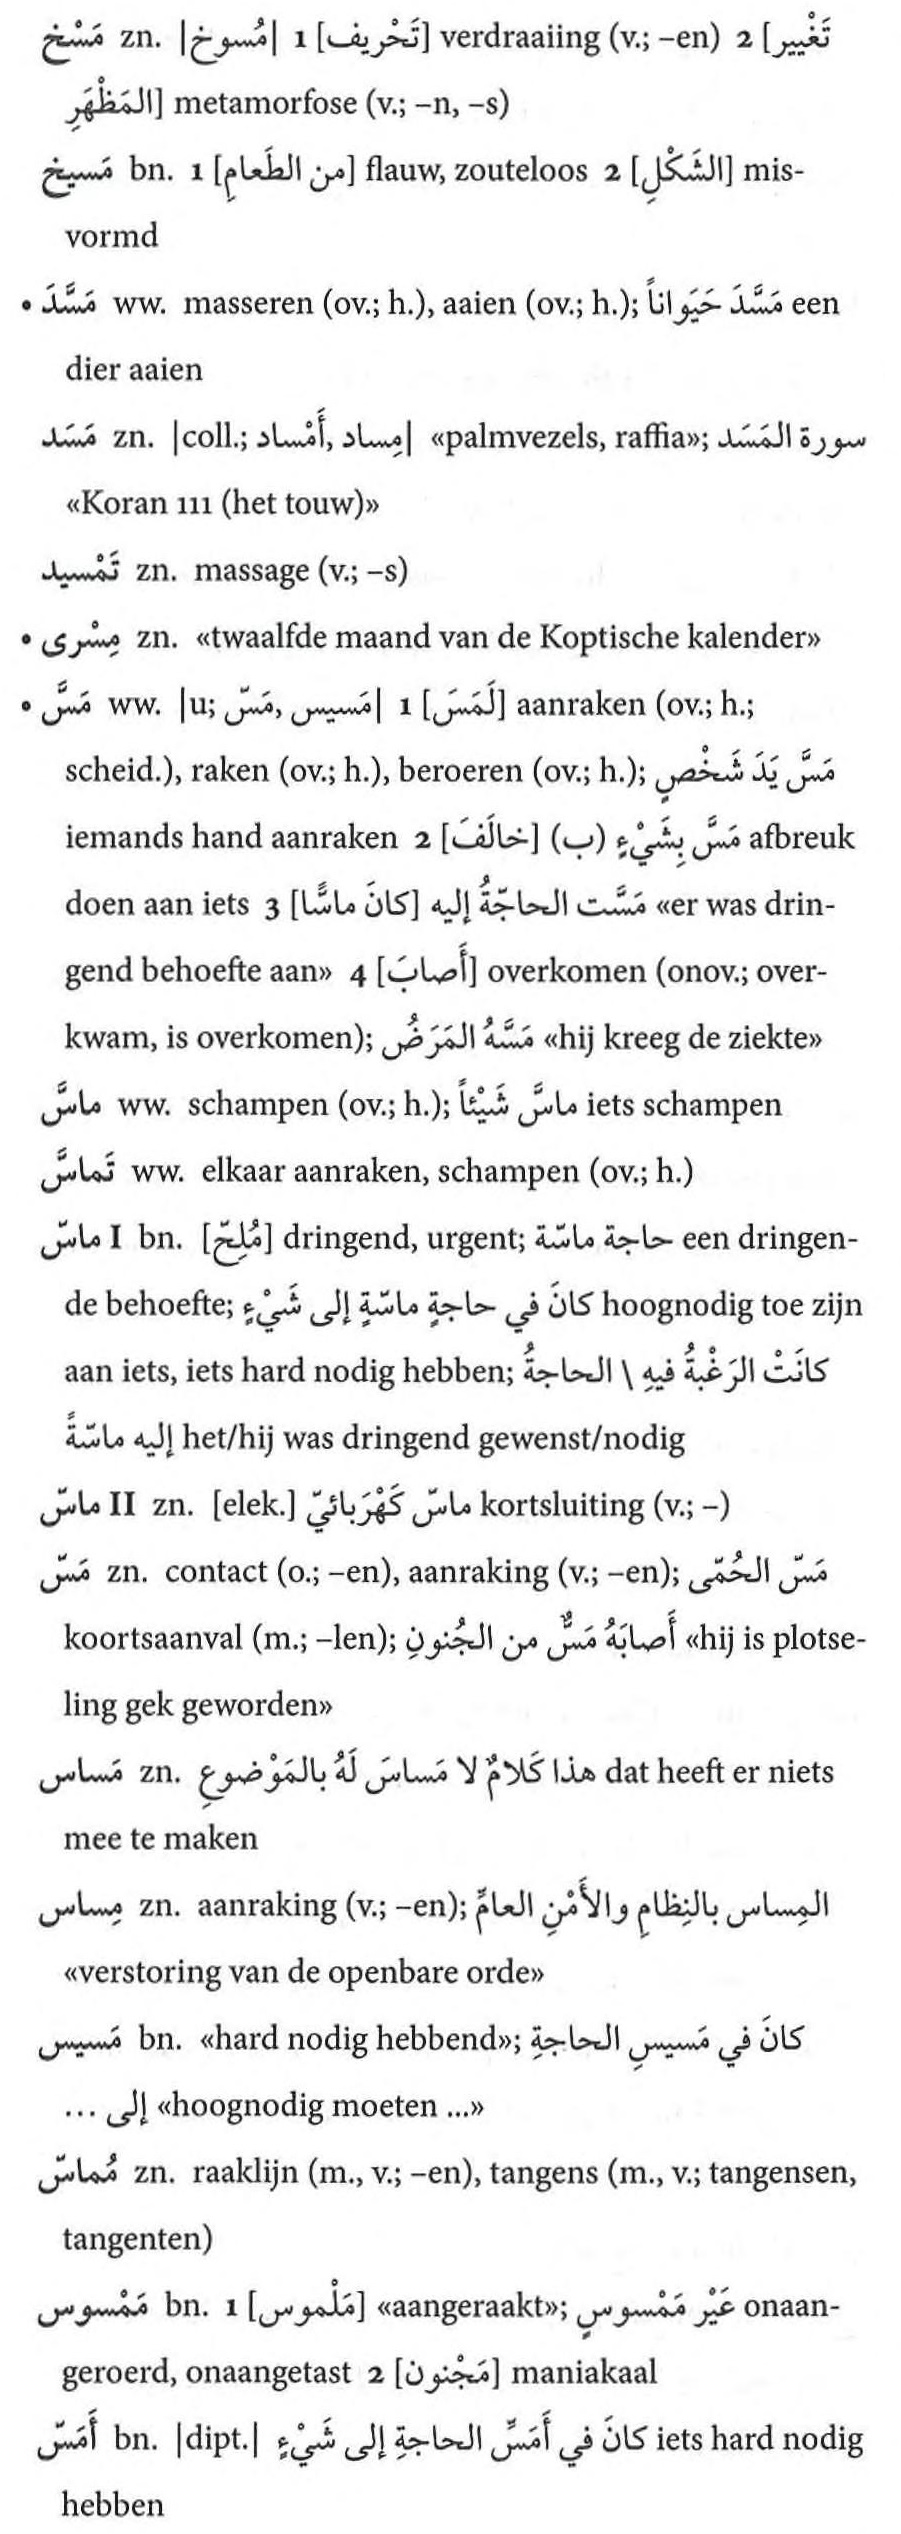 مَسْخ zn. |مُسوخ| 1 [تَحْريف] verdraaiing (v.; –en) 2 [تَغْيير
المَظْهَرِ] metamorfose (v.; –n, –s)
مَسيخ bn. 1 [من الطَعامِ] flauw, zouteloos 2 [الشَكْلِ] mis-
vormd
• مَسَّدَ ww. masseren (ov.; h.), aaien (ov.; h.); مَسَّدَ حَيَواناً een
dier aaien
مَسَد zn. |coll.; مِساد, أَمْساد| «palmvezels, raffia»; سورة المَسَد
«Koran 111 (het touw)»
تَمْسيد zn. massage (v.; –s)
• مِسْرى zn. «twaalfde maand van de Koptische kalender»
• مَسَّ ww. |u; مَسّ, مَسيس| 1 [لَمَسَ] aanraken (ov.; h.;
scheid.), raken (ov.; h.), beroeren (ov.; h.); مَسَّ يَدَ شَخْصٍ
iemands hand aanraken 2 [خالَفَ] (ب) مَسَّ بِشَيْءٍ afbreuk
doen aan iets 3 [كانَ ماسًّا] مَسَّت الحاجّةُ إليه «er was drin-
gend behoefte aan» 4 [أَصابَ] overkomen (onov.; over-
kwam, is overkomen); مَسَّهُ المَرَضُ «hij kreeg de ziekte»
ماسَّ ww. schampen (ov.; h.); ماسَّ شَيْئاً iets schampen
تَماسَّ ww. elkaar aanraken, schampen (ov.; h.)
ماسّ I bn. [مُلِحّ] dringend, urgent; حاجة ماسّة een dringen-
de behoefte; كانَ في حاجةٍ ماسّةٍ إلى شَيْءٍ hoognodig toe zijn
aan iets, iets hard nodig hebben; كانَتْ الرَغْبةُ فيهِ \ الحاجةُ
إليه ماسّةً het/hij was dringend gewenst/nodig
ماسّ II zn. [elek.] ماسّ كَهْرَبائيّ kortsluiting (v.; –)
مَسّ zn. contact (o.; –en), aanraking (v.; –en); مَسّ الحُمّى
koortsaanval (m.; –len); أَصابَهُ مَسٌّ من الجُنونِ «hij is plotse-
ling gek geworden»
مَساس zn. هذا كَلامٌ لا مَساسَ لَهُ بالمَوْضوعِ dat heeft er niets
mee te maken
مِساس zn. aanraking (v.; –en); المِساس بالنِظامِ والأَمْنِ العامِّ
«verstoring van de openbare orde»
مَسيس bn. «hard nodig hebbend»; كانَ في مَسيسِ الحاجةِ
إلى ... «hoognodig moeten ...»
مُماسّ zn. raaklijn (m., v.; –en), tangens (m., v.; tangensen,
tangenten)
مَمْسوس bn. 1 [مَلْموس] «aangeraakt»; غَيْر مَمْسوسٍ onaan-
geroerd, onaangetast 2 [مَجْنون] maniakaal
أَمَسّ bn. |dipt.| كانَ في أَمَسِّ الحاجةِ إلى شَيْءٍ iets hard nodig
hebben